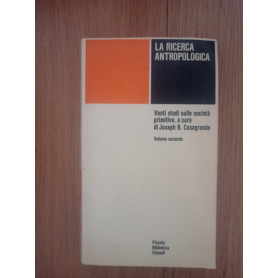 LA RICERCA
ANTROPOLOGICA
Venti studi sulle società
primitive, a cura
di Joseph B. Casagrande
Volume secondo
Piccola
Biblioteca
Einaudi